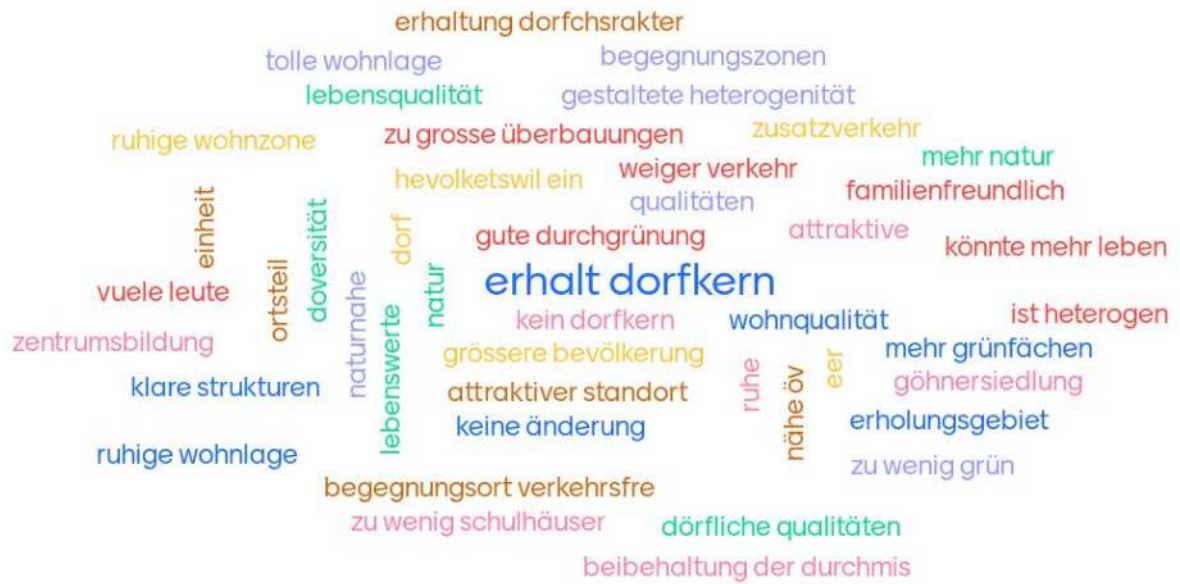 erhaltung dorfchsrakter
tolle wohnlage
begegnungszonen
lebensqualität
gestaltete heterogenität
ruhige wohnzone
zu grosse überbauungen
zusatzverkehr
mehr natur
hevolketswil ein
weiger verkehr
familienfreundlich
qualitäten
einheit
doversität
dorf
gute durchgrünung
attraktive
könnte mehr leben
vuele leute
ortsteil
naturnahe
natur
erhalt dorfkern
ist heterogen
zentrumsbildung
lebenswerte
kein dorfkern
wohnqualität
grössere bevölkerung
mehr grünfächen
klare strukturen
attraktiver standort
ruhe
nähe öv
eer
göhnersiedlung
keine änderung
erholungsgebiet
ruhige wohnlage
zu wenig grün
begegnungsort verkehrsfre
zu wenig schulhäuser
dörfliche qualitäten
beibehaltung der durchmis